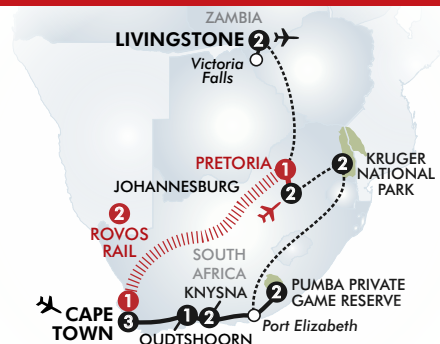 ZAMBIA
LIVINGSTONE 2
Victoria
Falls
PRETORIA 1
2 KRUGER
NATIONAL
PARK
JOHANNESBURG 2
2
ROVOS
RAIL
SOUTH
AFRICA
KNYSNA
2 PUMBA PRIVATE
GAME RESERVE
1
CAPE
TOWN
3
1
2
Port Elizabeth
OUDTSHOORN